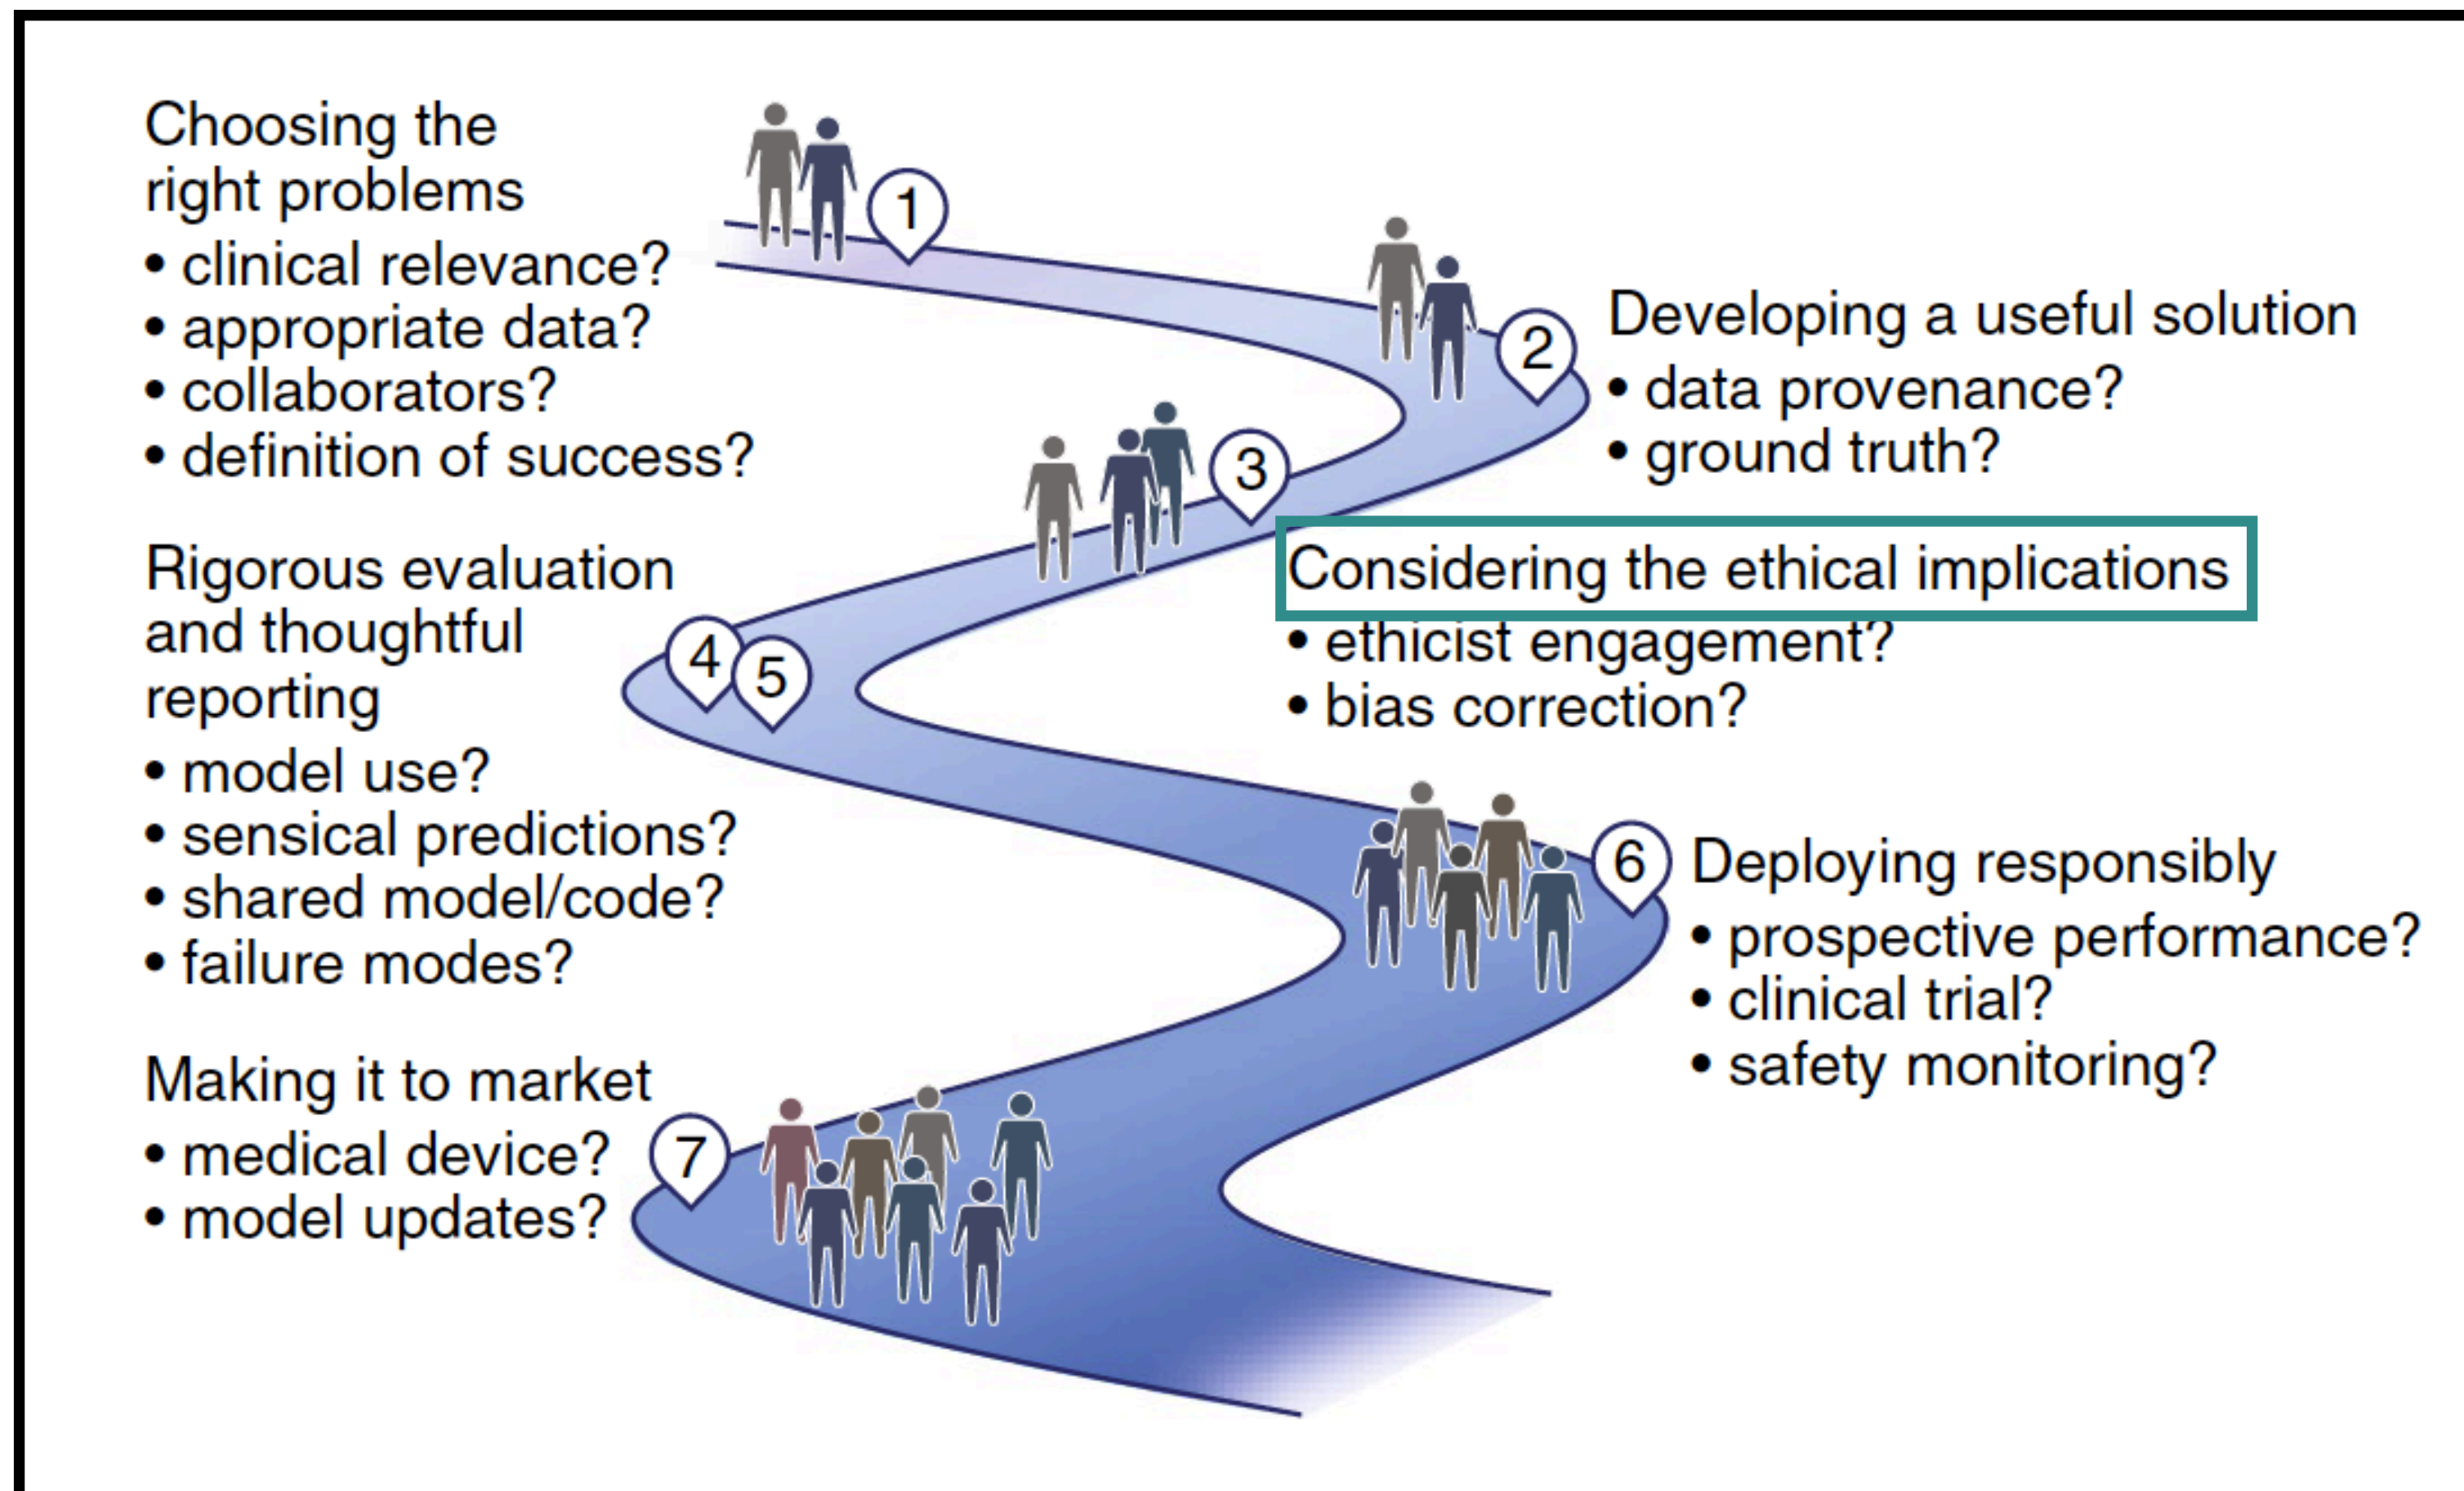 Choosing the
right problems
• clinical relevance?
• appropriate data?
• collaborators?
• definition of success?
1
2
Developing a useful solution
• data provenance?
• ground truth?
3
Considering the ethical implications
• ethicist engagement?
• bias correction?
Rigorous evaluation
and thoughtful
reporting
• model use?
• sensical predictions?
• shared model/code?
• failure modes?
4
5
6
Deploying responsibly
• prospective performance?
• clinical trial?
• safety monitoring?
Making it to market
• medical device?
• model updates?
7